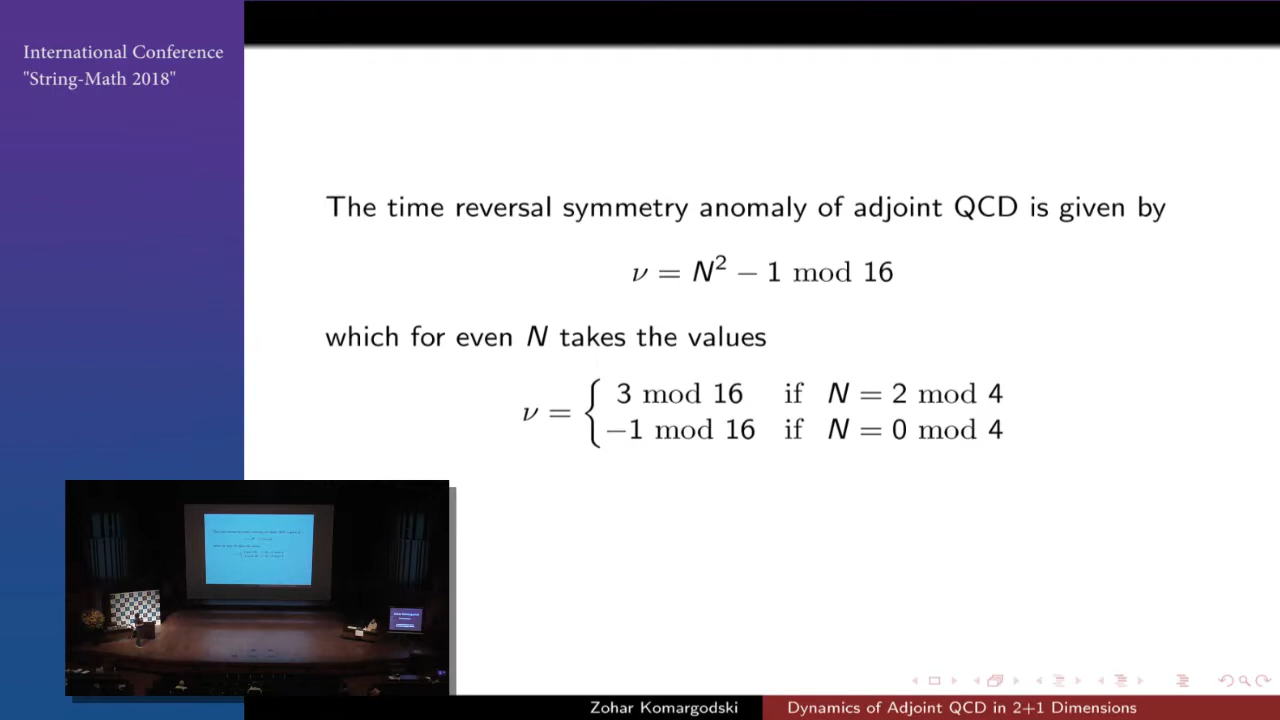 International Conference
"String-Math 2018"
The time reversal symmetry anomaly of adjoint QCD is given by
ν = N² − 1 mod 16
which for even N takes the values
ν = { 3 mod 16 if N = 2 mod 4
−1 mod 16 if N = 0 mod 4
Zohar Komargodski
Dynamics of Adjoint QCD in 2+1 Dimensions